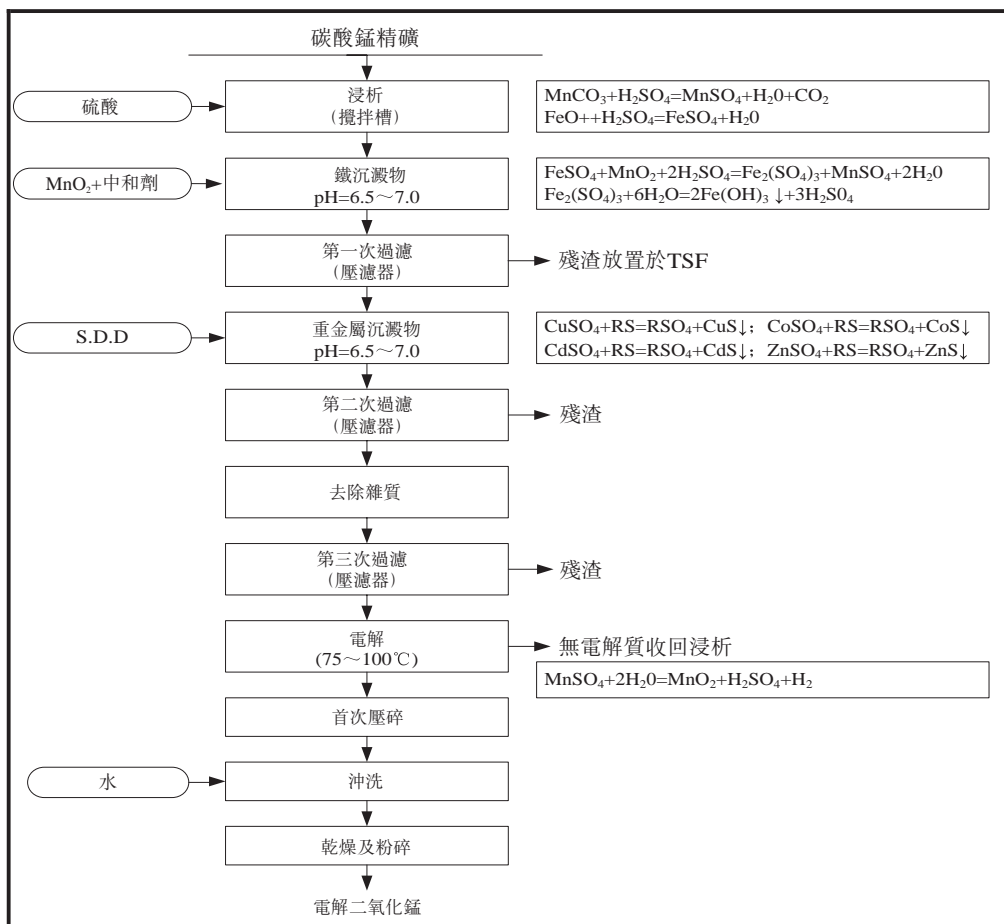 碳酸錳精礦
硫酸
浸析
(攪拌槽)
MnCO₃+H₂SO₄=MnSO₄+H₂0+CO₂
FeO++H₂SO₄=FeSO₄+H₂0
MnO₂+中和劑
鐵沉澱物
pH=6.5～7.0
FeSO₄+MnO₂+2H₂SO₄=Fe₂(SO₄)₃+MnSO₄+2H₂0
Fe₂(SO₄)₃+6H₂O=2Fe(OH)₃ ↓+3H₂S0₄
第一次過濾
(壓濾器)
殘渣放置於TSF
S.D.D
重金屬沉澱物
pH=6.5～7.0
CuSO₄+RS=RSO₄+CuS↓; CoSO₄+RS=RSO₄+CoS↓
CdSO₄+RS=RSO₄+CdS↓; ZnSO₄+RS=RSO₄+ZnS↓
第二次過濾
(壓濾器)
殘渣
去除雜質
第三次過濾
(壓濾器)
殘渣
電解
(75～100℃)
無電解質收回浸析
MnSO₄+2H₂0=MnO₂+H₂SO₄+H₂
首次壓碎
水
沖洗
乾燥及粉碎
電解二氧化錳